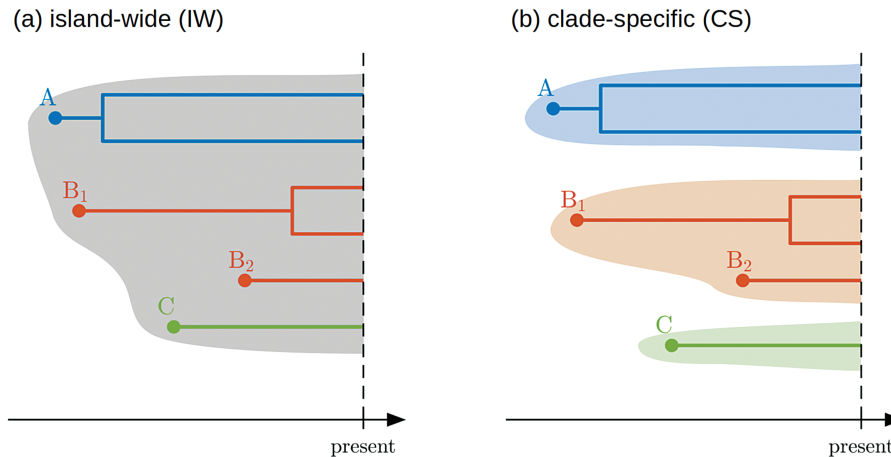 (a) island-wide (IW)
A
B₁
B₂
C
present
(b) clade-specific (CS)
A
B₁
B₂
C
present